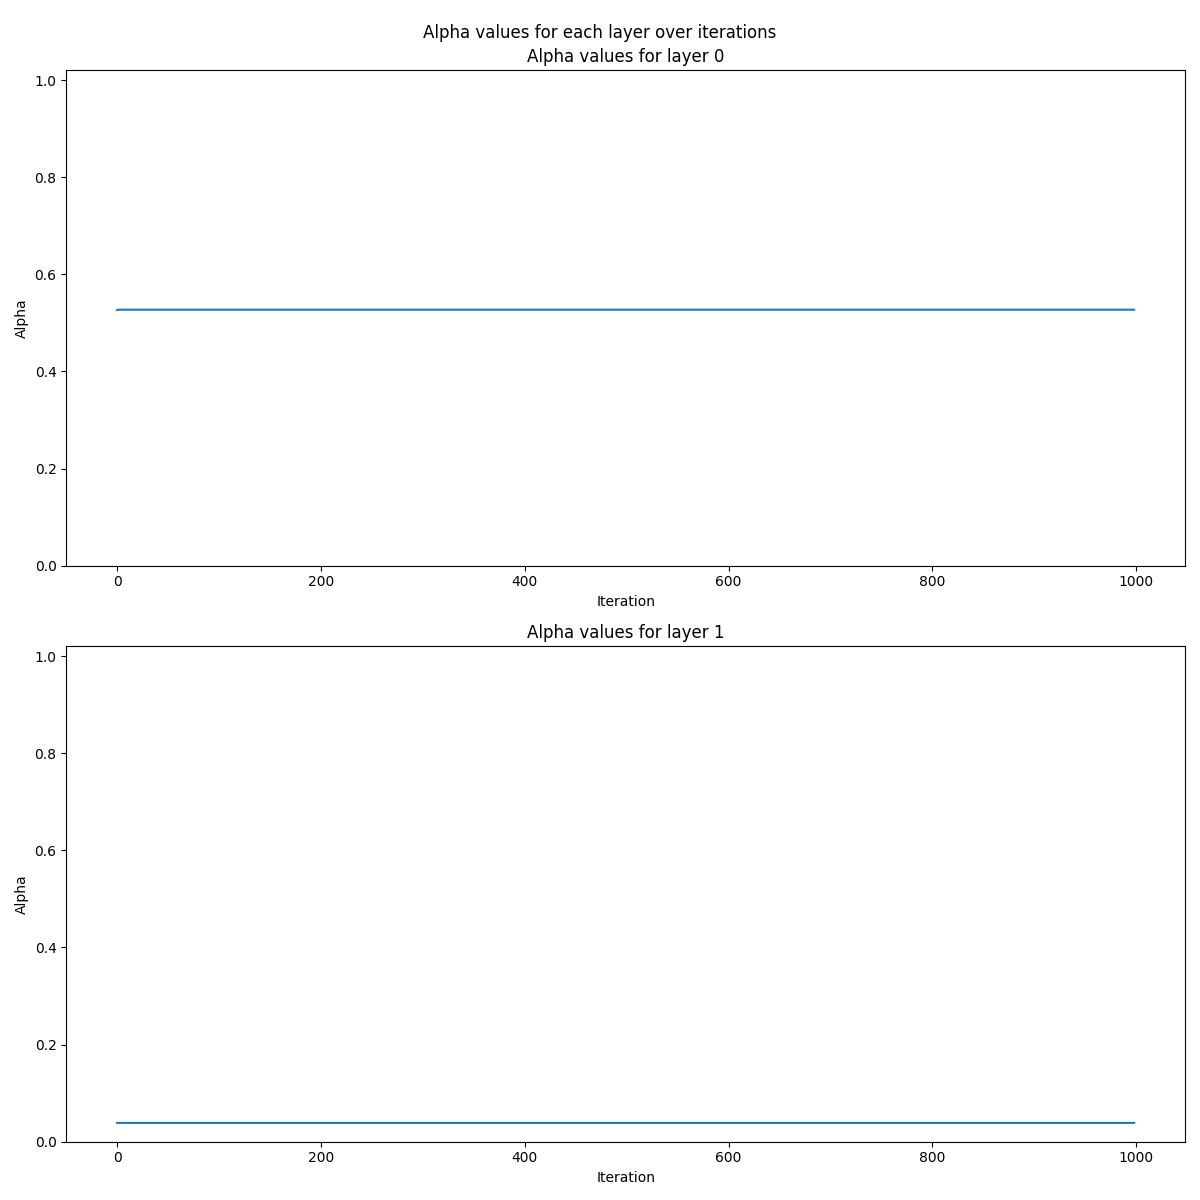 Alpha values for each layer over iterations
Alpha values for layer 0
1.0
0.8
0.6
0.4
0.2
0.0
Alpha
0 200 400 600 800 1000
Iteration
Alpha values for layer 1
1.0
0.8
0.6
0.4
0.2
0.0
Alpha
0 200 400 600 800 1000
Iteration